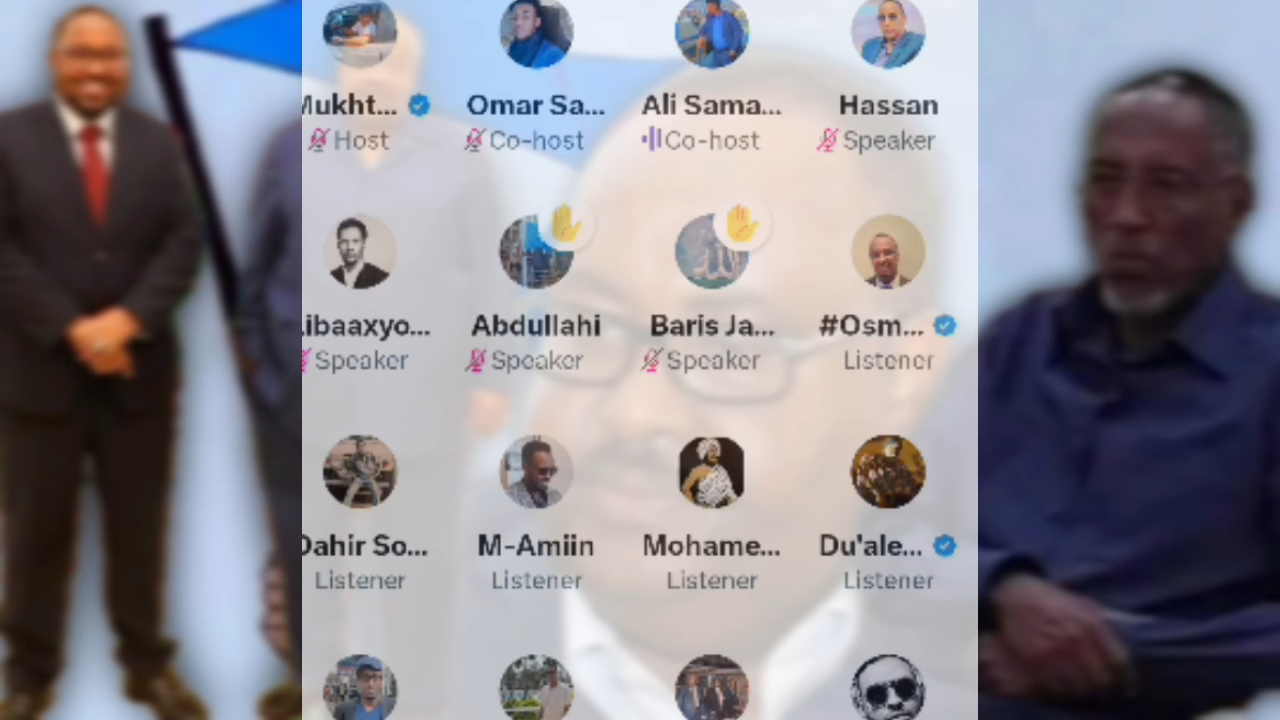 Mukht... Omar Sa... Ali Sama... Hassan
Host Co-host Co-host Speaker
Libaaxyo... Abdullahi Baris Ja... #Osm...
Speaker Speaker Speaker Listener
Dahir So... M-Amiin Mohame... Du'ale...
Listener Listener Listener Listener